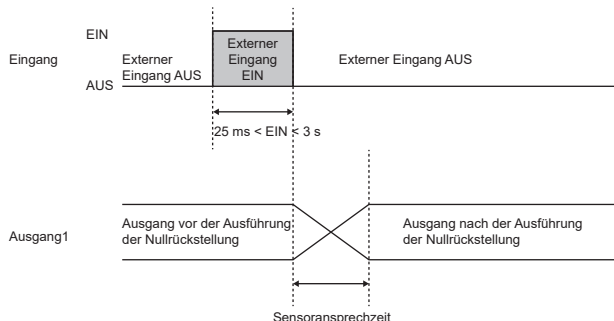 EIN
Eingang
AUS
Externer
Eingang AUS
Externer
Eingang
EIN
Externer Eingang AUS
25 ms < EIN < 3 s
Ausgang1
Ausgang vor der Ausführung
der Nullrückstellung
Ausgang nach der Ausführung
der Nullrückstellung
Sensoransprechzeit